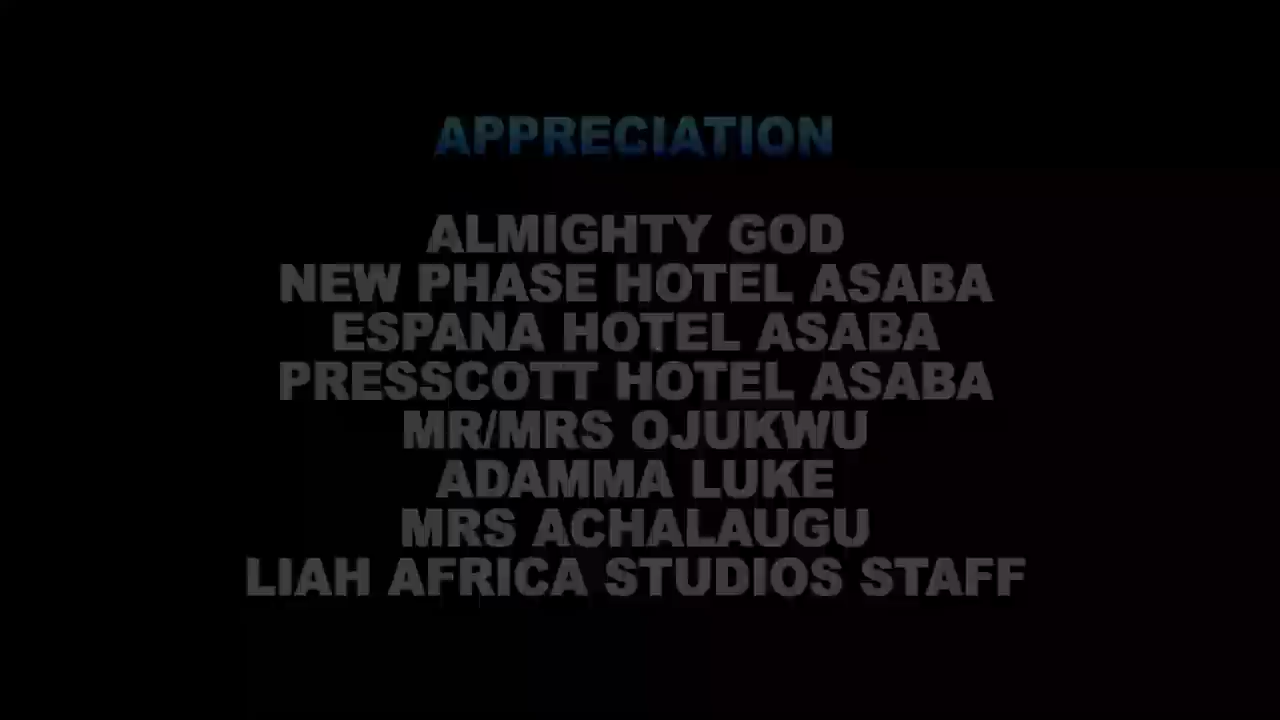 APPRECIATION
ALMIGHTY GOD
NEW PHASE HOTEL ASABA
ESPANA HOTEL ASABA
PRESSCOTT HOTEL ASABA
MR/MRS OJUKWU
ADAMMA LUKE
MRS ACHALAUGU
LIAH AFRICA STUDIOS STAFF